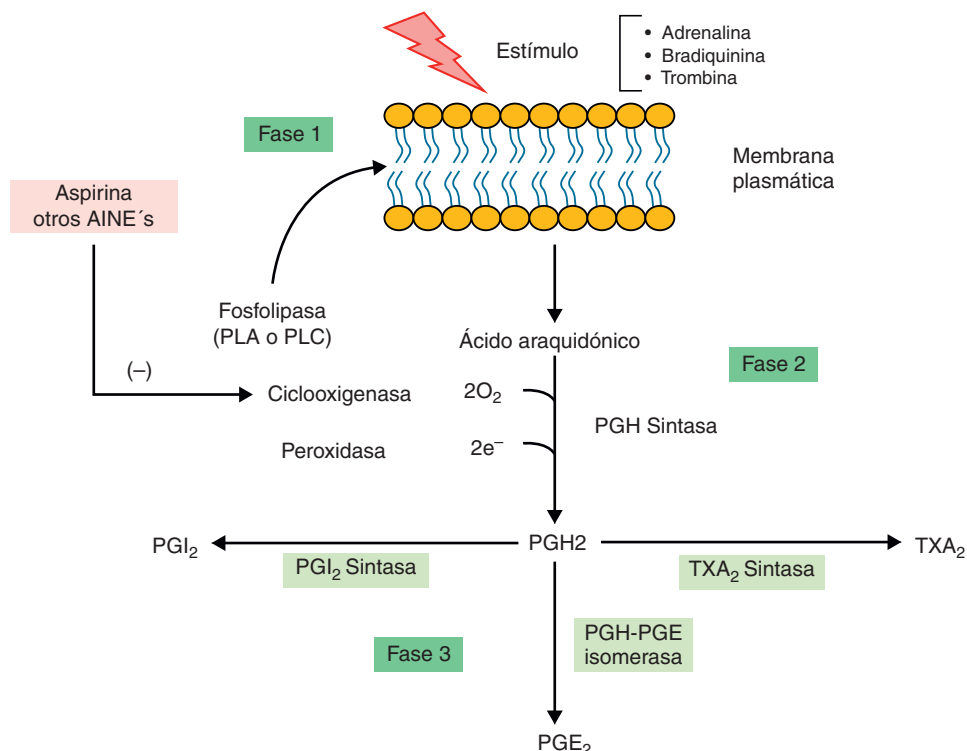 Estímulo
• Adrenalina
• Bradiquinina
• Trombina
Fase 1
Membrana
plasmática
Aspirina
otros AINE´s
Fosfolipasa
(PLA o PLC)
Ácido araquidónico
Fase 2
(–)
Ciclooxigenasa
2O₂
PGH Sintasa
Peroxidasa
2e⁻
PGI₂
PGH2
TXA₂
PGI₂ Sintasa
TXA₂ Sintasa
PGH-PGE
isomerasa
Fase 3
PGE₂